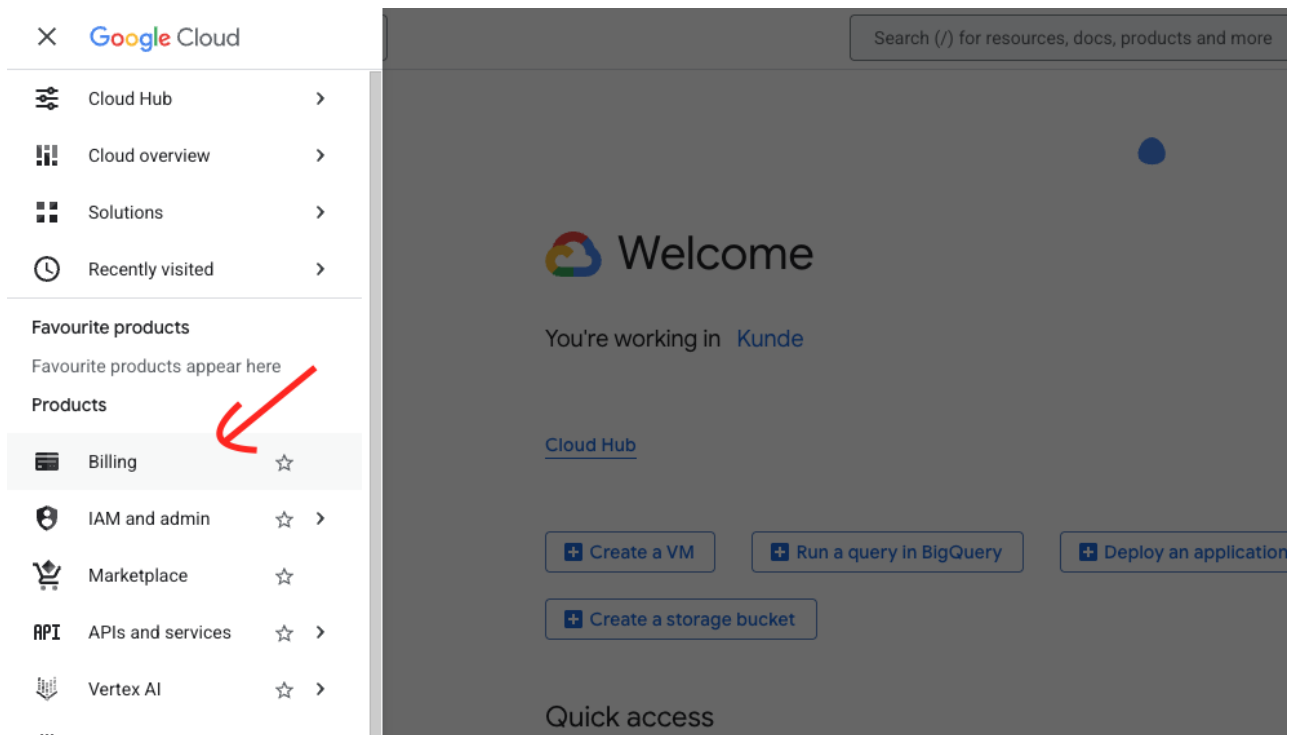 Google Cloud
Search (/) for resources, docs, products and more
Cloud Hub
Cloud overview
Solutions
Recently visited
Favourite products
Favourite products appear here
Products
Billing
IAM and admin
Marketplace
API APIs and services
Vertex AI
Welcome
You're working in Kunde
Cloud Hub
Create a VM
Run a query in BigQuery
Deploy an application
Create a storage bucket
Quick access